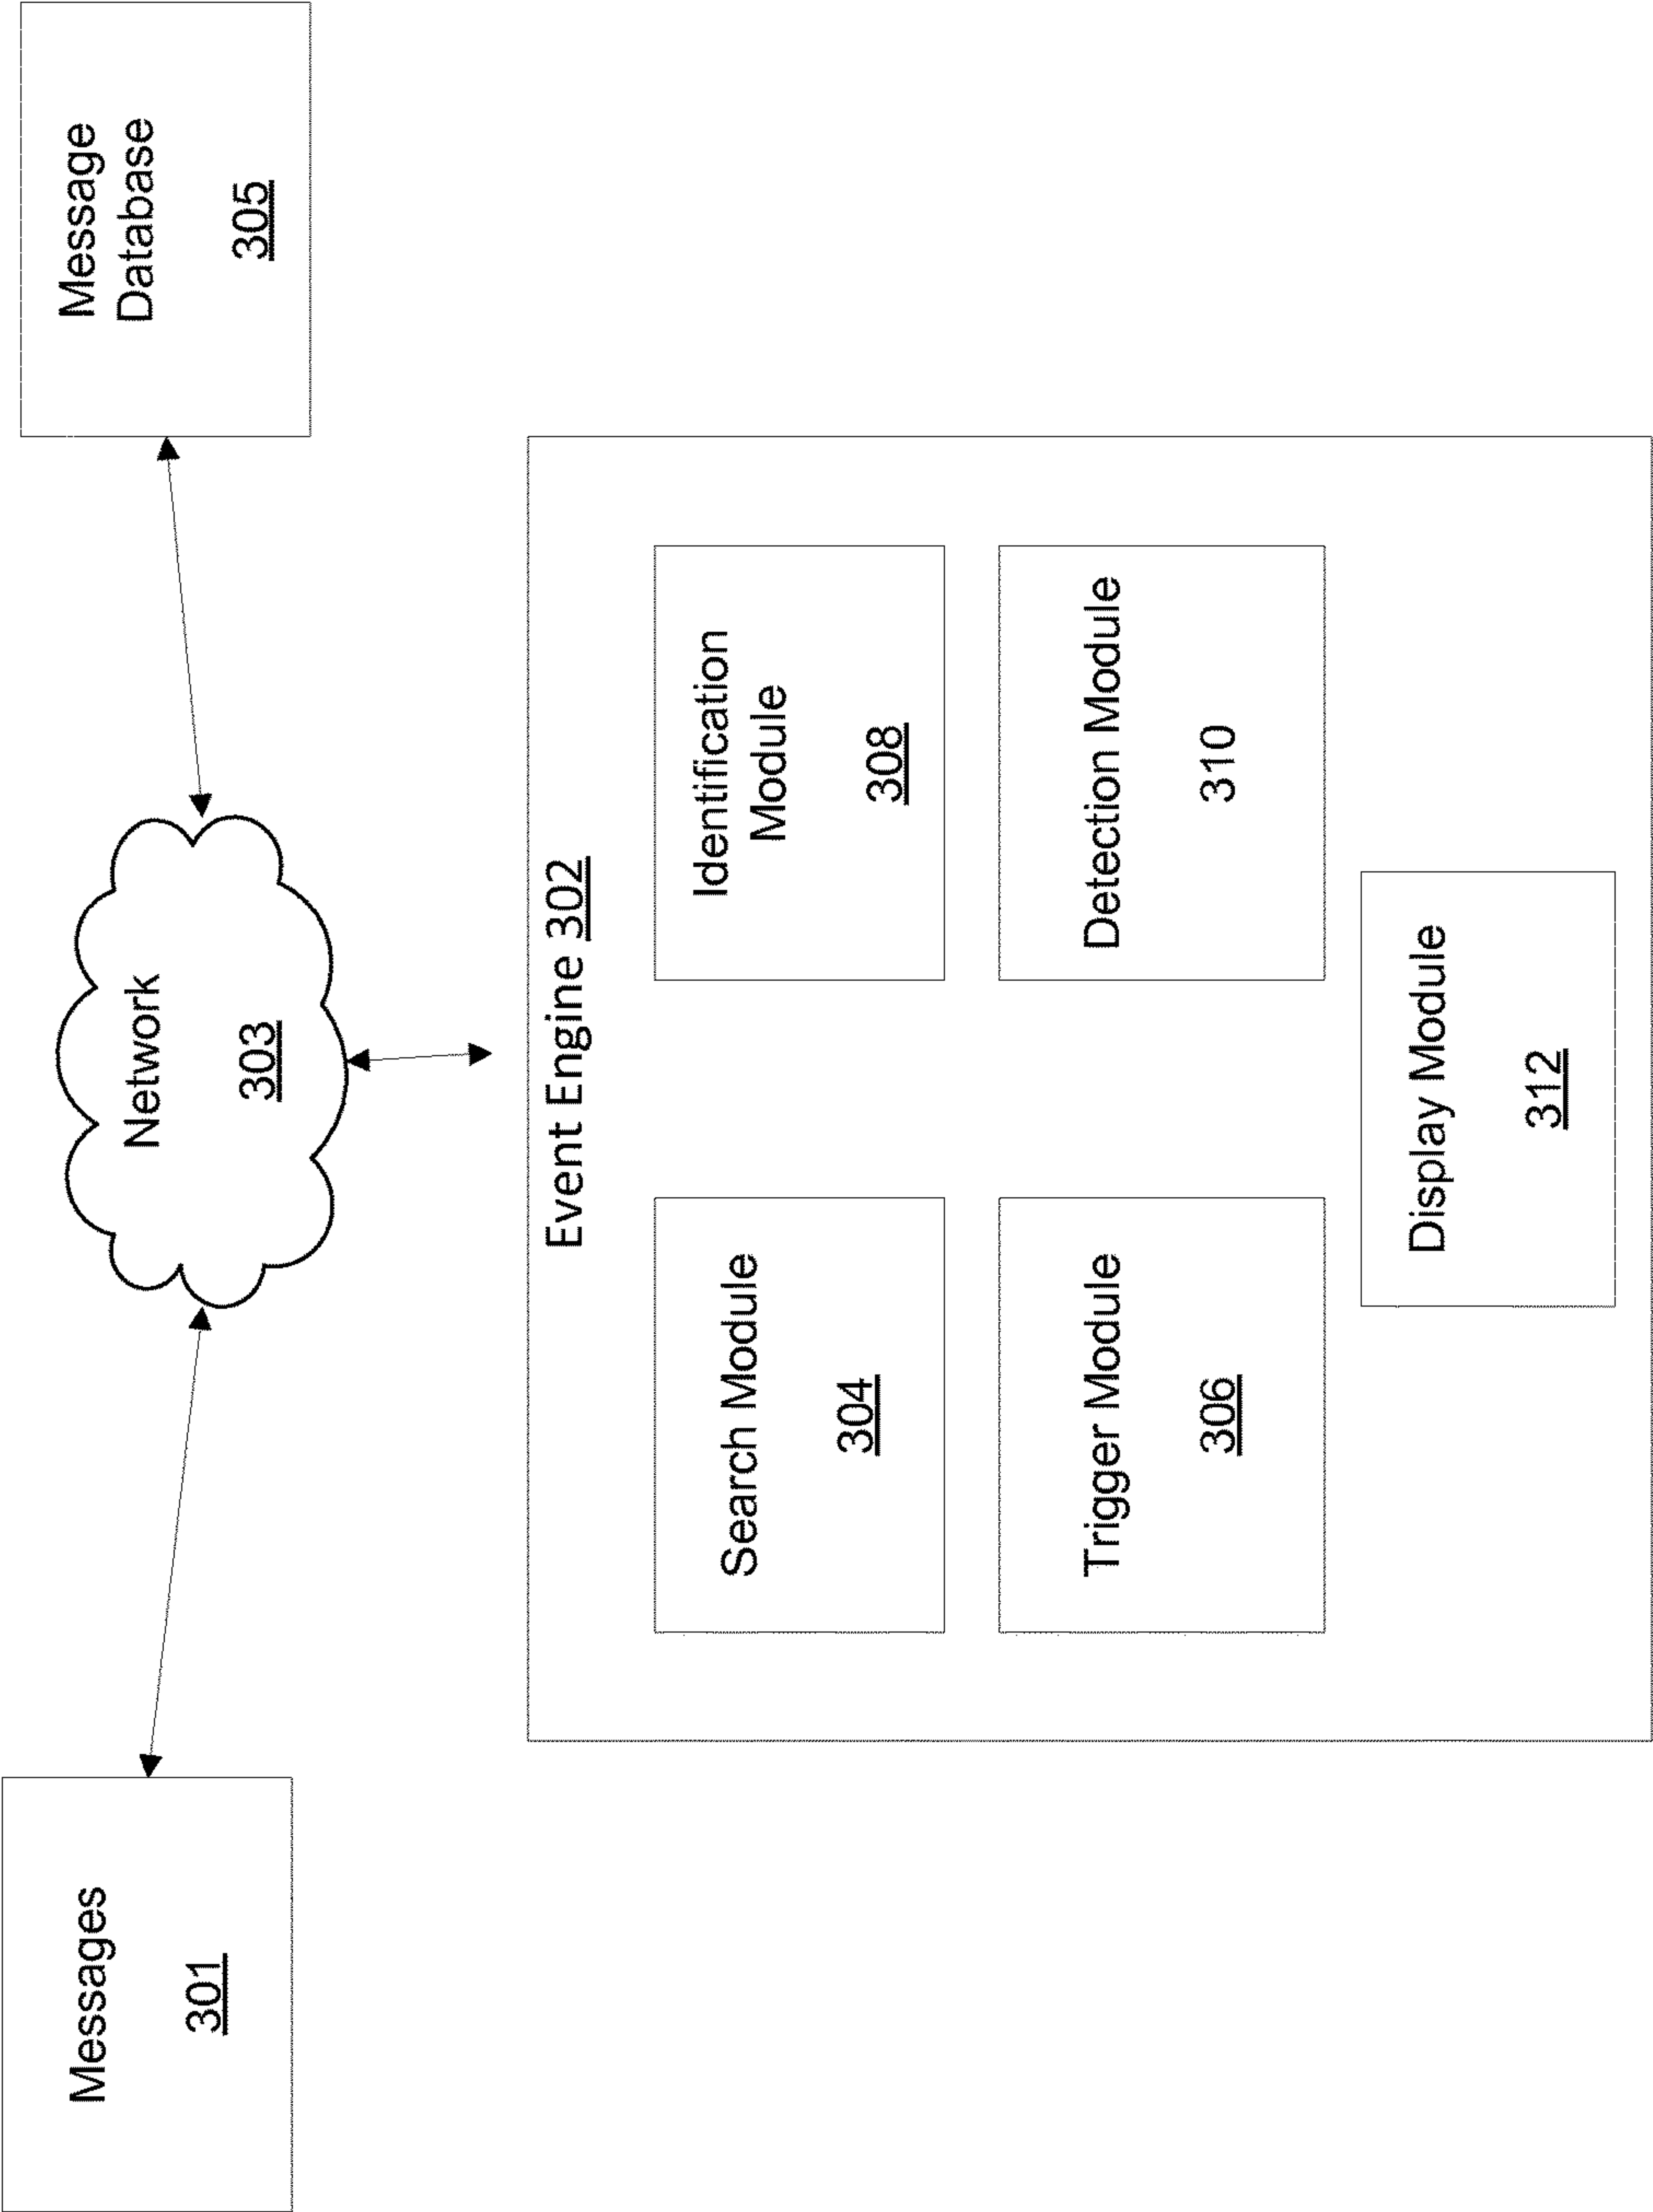 Messages
301
Network
303
Message
Database
305
Event Engine 302
Search Module
304
Identification
Module
308
Trigger Module
306
Detection Module
310
Display Module
312